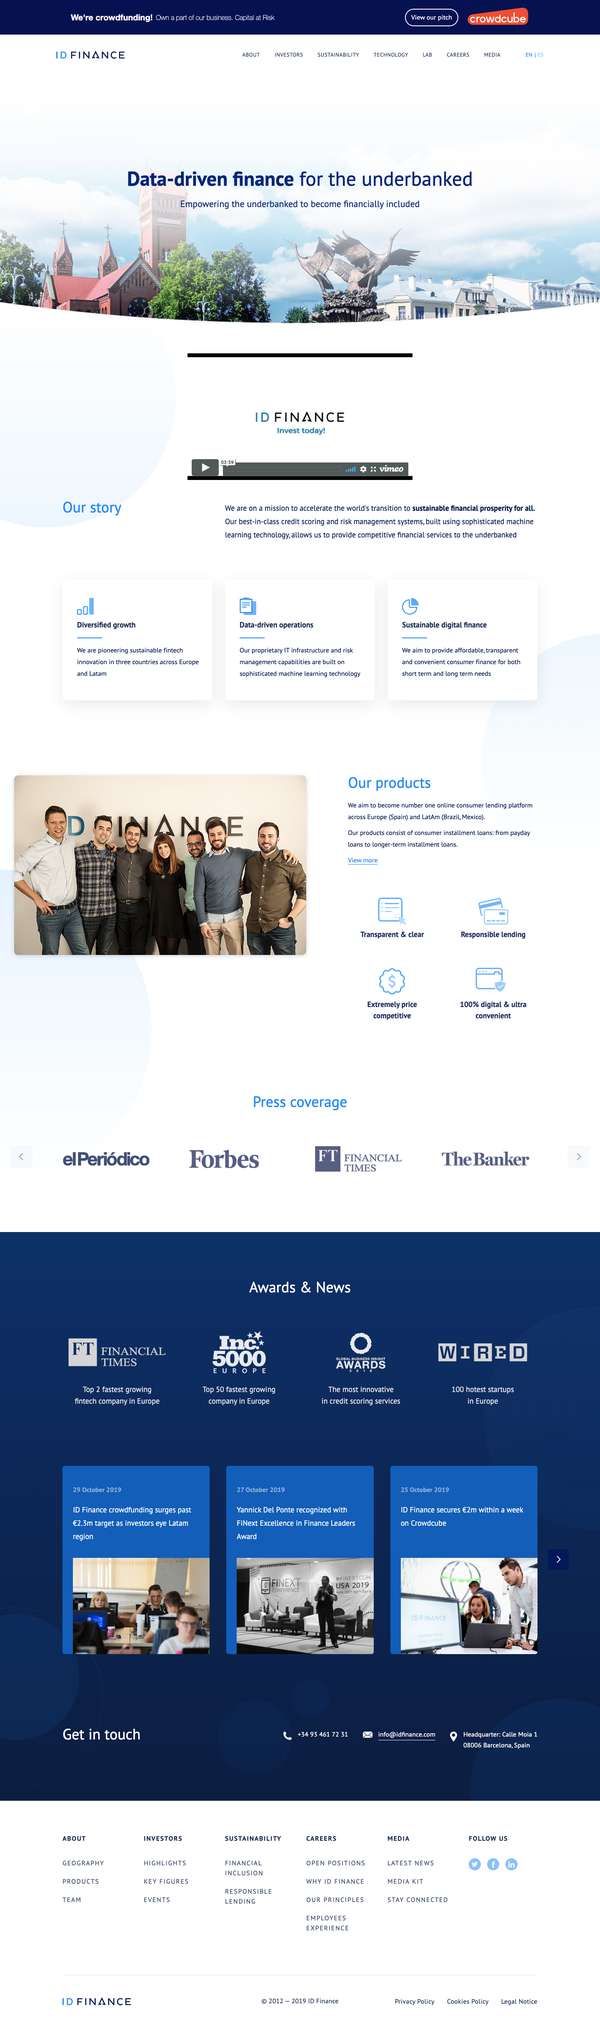 We're crowdfunding! Own a part of our business. Capital at Risk
View our pitch
crowdcube
ID FINANCE
ABOUT INVESTORS SUSTAINABILITY TECHNOLOGY LAB CAREERS MEDIA
EN | ES
Data-driven finance for the underbanked
Empowering the underbanked to become financially included
ID FINANCE
Invest today!
02:39
vimeo
Our story
We are on a mission to accelerate the world's transition to sustainable financial prosperity for all.
Our best-in-class credit scoring and risk management systems, built using sophisticated machine
learning technology, allows us to provide competitive financial services to the underbanked
Diversified growth
We are pioneering sustainable fintech
innovation in three countries across Europe
and Latam
Data-driven operations
Our proprietary IT infrastructure and risk
management capabilities are built on
sophisticated machine learning technology
Sustainable digital finance
We aim to provide affordable, transparent
and convenient consumer finance for both
short term and long term needs
ID FINANCE
Our products
We aim to become number one online consumer lending platform
across Europe (Spain) and LatAm (Brazil, Mexico).
Our products consist of consumer installment loans: from payday
loans to longer-term installment loans.
View more
Transparent & clear
Responsible lending
Extremely price
competitive
100% digital & ultra
convenient
Press coverage
elPeriódico
Forbes
FT FINANCIAL
TIMES
The Banker
Awards & News
FT FINANCIAL
TIMES
Top 2 fastest growing
fintech company in Europe
Inc.
5000
EUROPE
Top 50 fastest growing
company in Europe
GLOBAL BUSINESS INSIGHT
AWARDS
2018
The most innovative
in credit scoring services
WIRED
100 hotest startups
in Europe
29 October 2019
ID Finance crowdfunding surges past
€2.3m target as investors eye Latam
region
27 October 2019
Yannick Del Ponte recognized with
FiNext Excellence in Finance Leaders
Award
FINEXT
USA 2019
25 October 2019
ID Finance secures €2m within a week
on Crowdcube
ID FINANCE
Get in touch
+34 93 461 72 31
info@idfinance.com
Headquarter: Calle Moia 1
08006 Barcelona, Spain
ABOUT
GEOGRAPHY
PRODUCTS
TEAM
INVESTORS
HIGHLIGHTS
KEY FIGURES
EVENTS
SUSTAINABILITY
FINANCIAL
INCLUSION
RESPONSIBLE
LENDING
CAREERS
OPEN POSITIONS
WHY ID FINANCE
OUR PRINCIPLES
EMPLOYEES
EXPERIENCE
MEDIA
LATEST NEWS
MEDIA KIT
STAY CONNECTED
FOLLOW US
ID FINANCE
© 2012 — 2019 ID Finance
Privacy Policy Cookies Policy Legal Notice